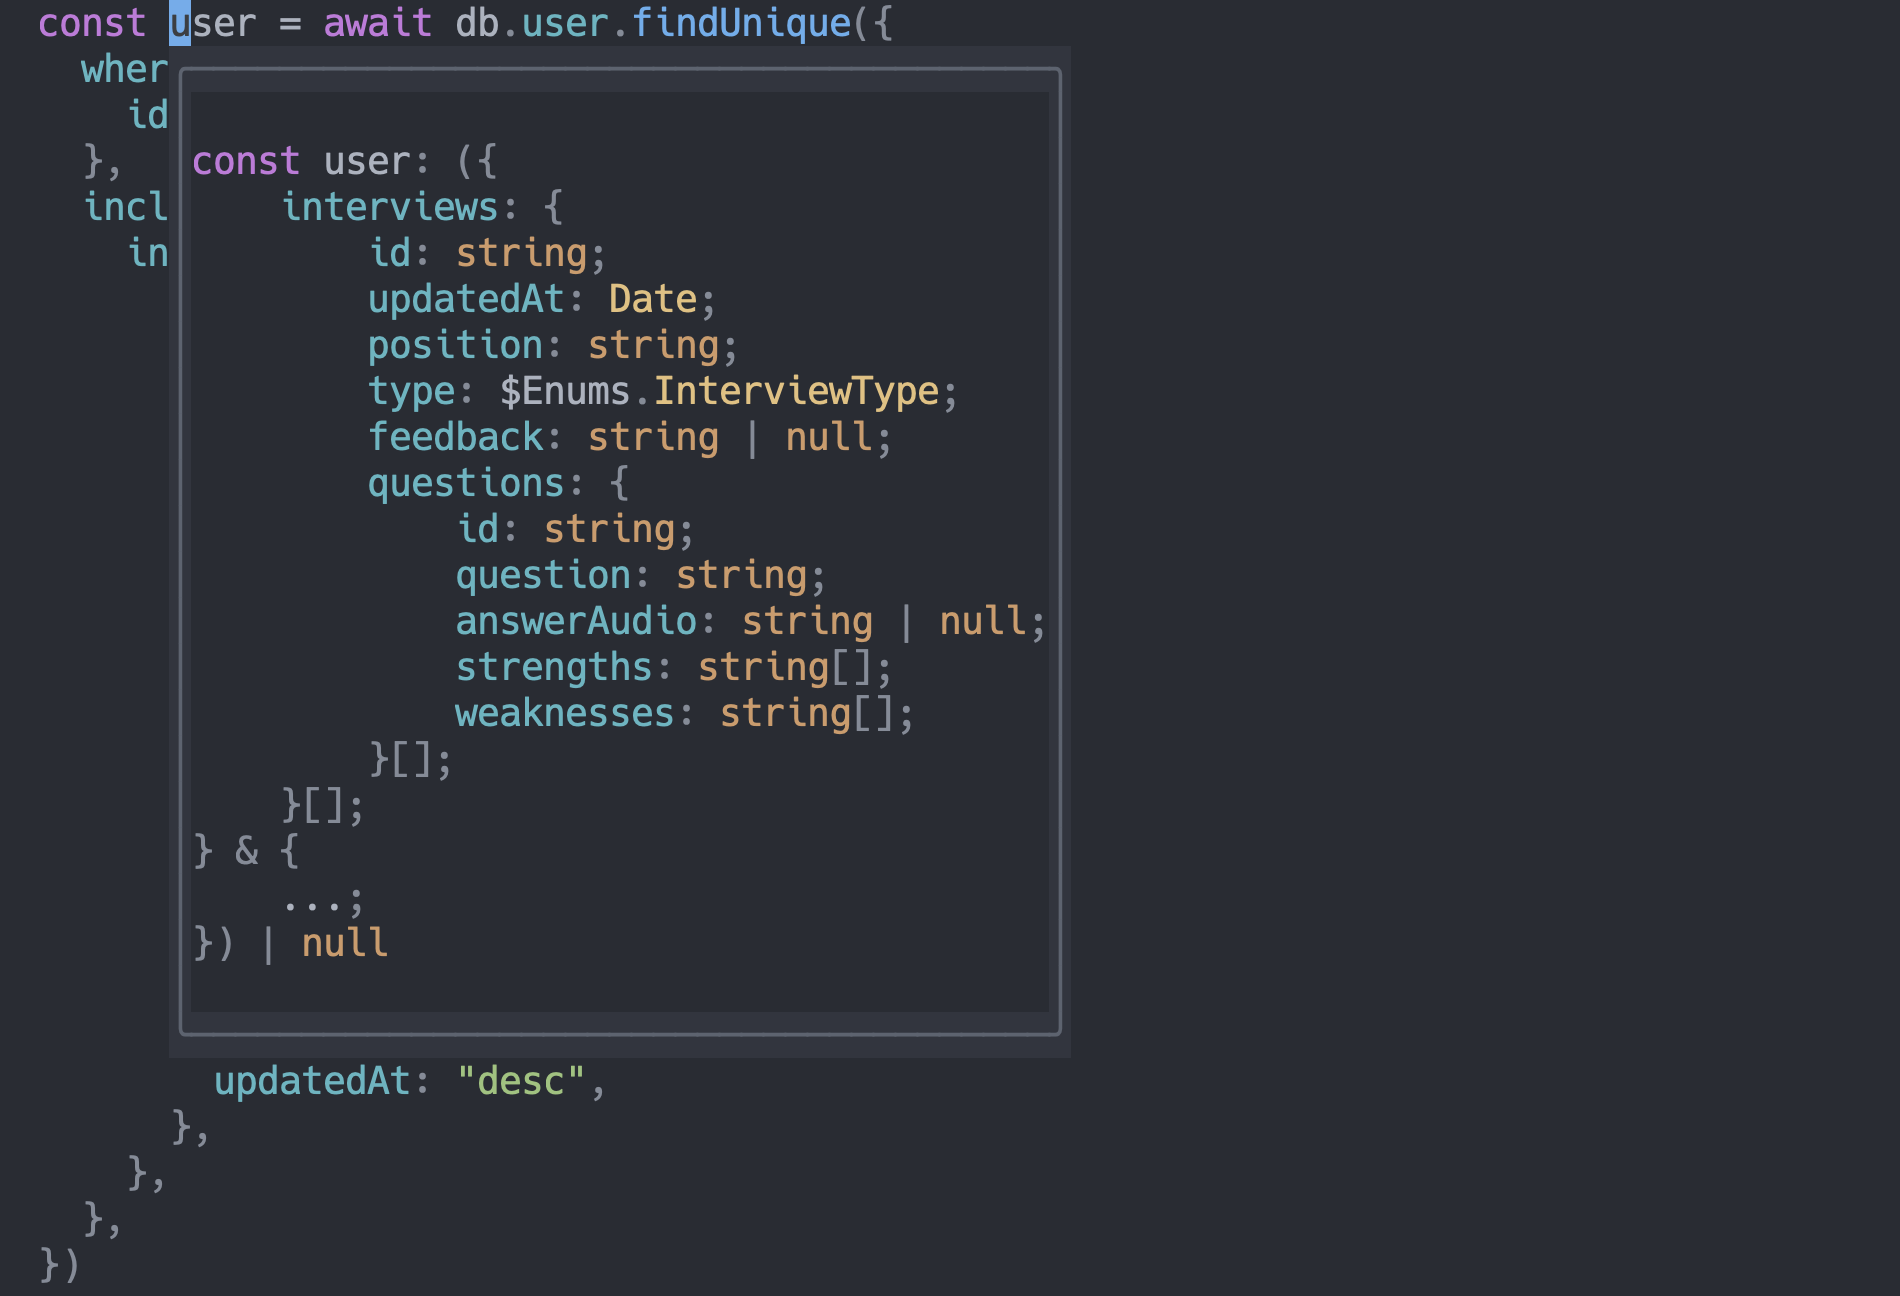 const user = await db.user.findUnique({
wher
id
},
incl
in
const user: ({
interviews: {
id: string;
updatedAt: Date;
position: string;
type: $Enums.InterviewType;
feedback: string | null;
questions: {
id: string;
question: string;
answerAudio: string | null;
strengths: string[];
weaknesses: string[];
}[];
}[];
} & {
...;
}) | null
updatedAt: "desc",
},
},
},
})